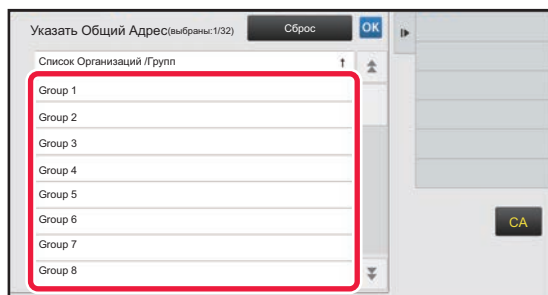 Указать Общий Адрес(выбраны:1/32) Сброс OK
Список Организаций /Групп
Group 1
Group 2
Group 3
Group 4
Group 5
Group 6
Group 7
Group 8
CA